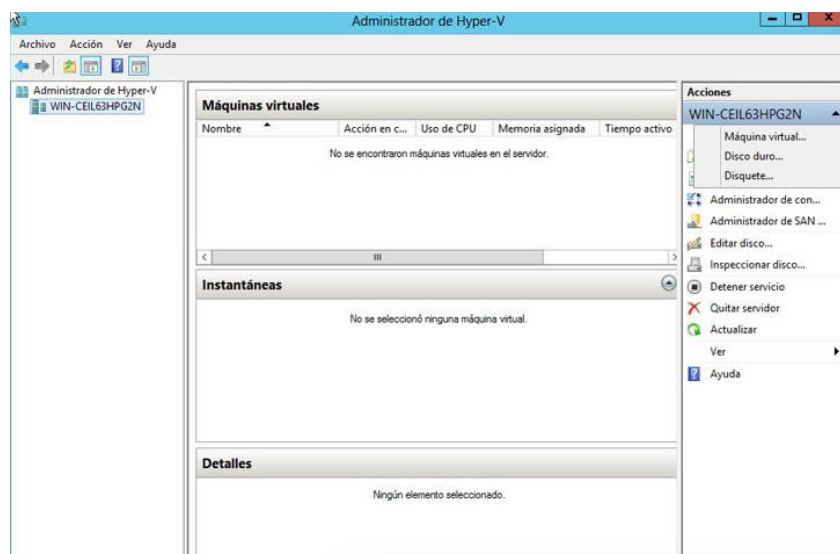 Administrador de Hyper-V
Archivo Acción Ver Ayuda
Administrador de Hyper-V
WIN-CEIL63HPG2N
Máquinas virtuales
Nombre Acción en c... Uso de CPU Memoria asignada Tiempo activo
No se encontraron máquinas virtuales en el servidor.
Instantáneas
No se seleccionó ninguna máquina virtual.
Detalles
Ningún elemento seleccionado.
Acciones
WIN-CEIL63HPG2N
Máquina virtual...
Disco duro...
Disquete...
Administrador de con...
Administrador de SAN ...
Editar disco...
Inspeccionar disco...
Detener servicio
Quitar servidor
Actualizar
Ver
Ayuda